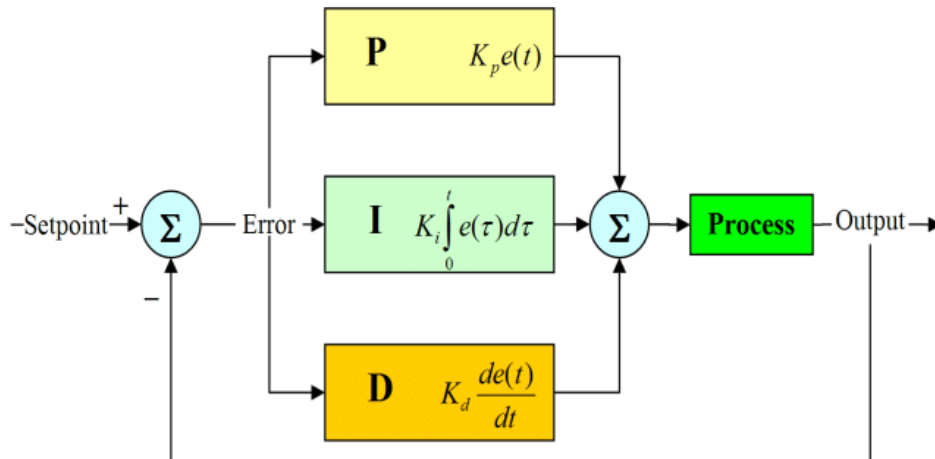 P K_p e(t)
Setpoint + Σ Error I K_i ∫_0^t e(τ)dτ Σ Process Output
−
D K_d de(t)/dt